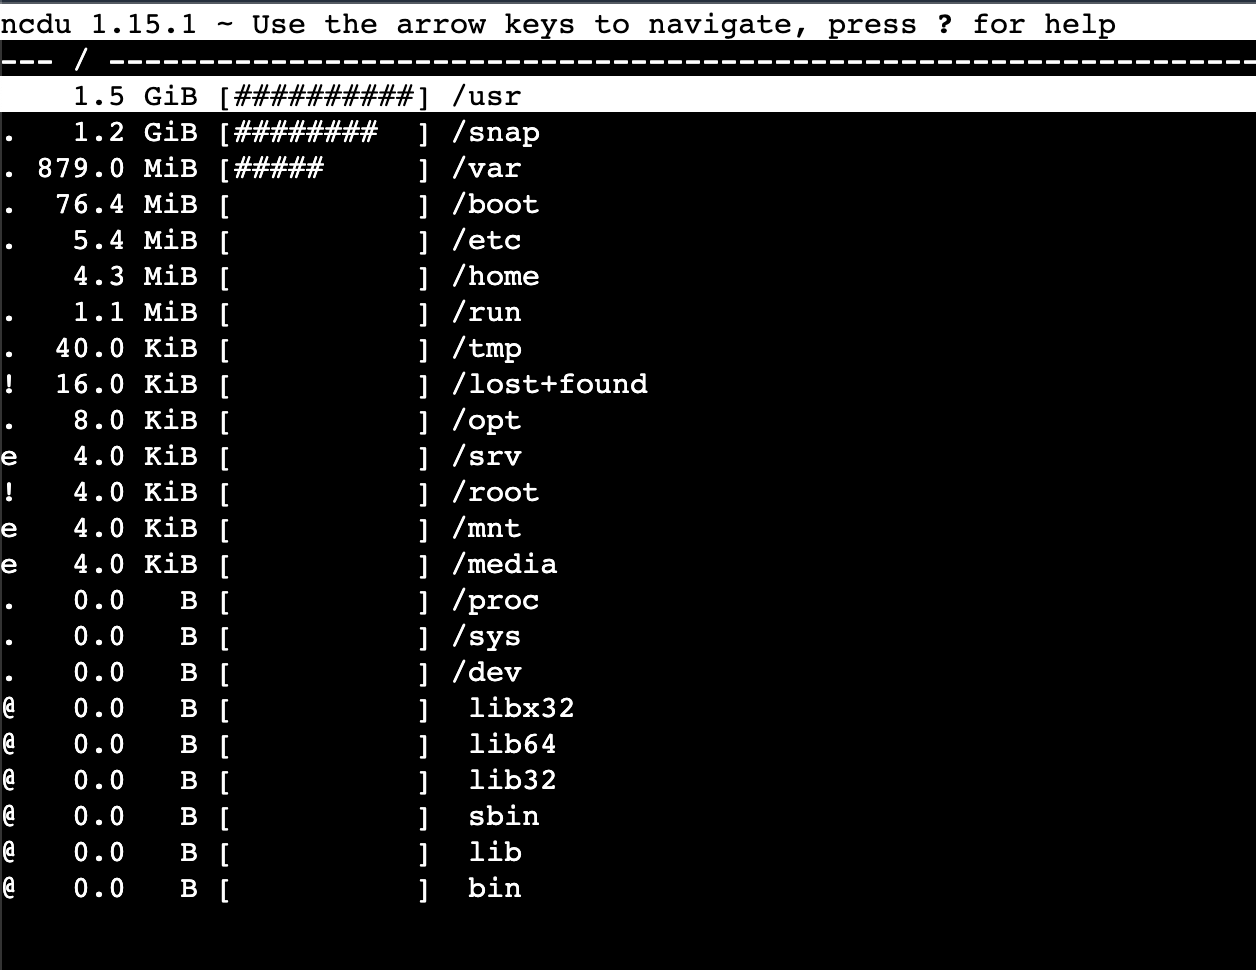 ncdu 1.15.1 ~ Use the arrow keys to navigate, press ? for help
--- / ----------------------------------------------------------------
    1.5 GiB [##########] /usr
.   1.2 GiB [########  ] /snap
. 879.0 MiB [#####     ] /var
.  76.4 MiB [          ] /boot
.   5.4 MiB [          ] /etc
    4.3 MiB [          ] /home
.   1.1 MiB [          ] /run
.  40.0 KiB [          ] /tmp
!  16.0 KiB [          ] /lost+found
.   8.0 KiB [          ] /opt
e   4.0 KiB [          ] /srv
!   4.0 KiB [          ] /root
e   4.0 KiB [          ] /mnt
e   4.0 KiB [          ] /media
.   0.0   B [          ] /proc
.   0.0   B [          ] /sys
.   0.0   B [          ] /dev
@   0.0   B [          ]  libx32
@   0.0   B [          ]  lib64
@   0.0   B [          ]  lib32
@   0.0   B [          ]  sbin
@   0.0   B [          ]  lib
@   0.0   B [          ]  bin